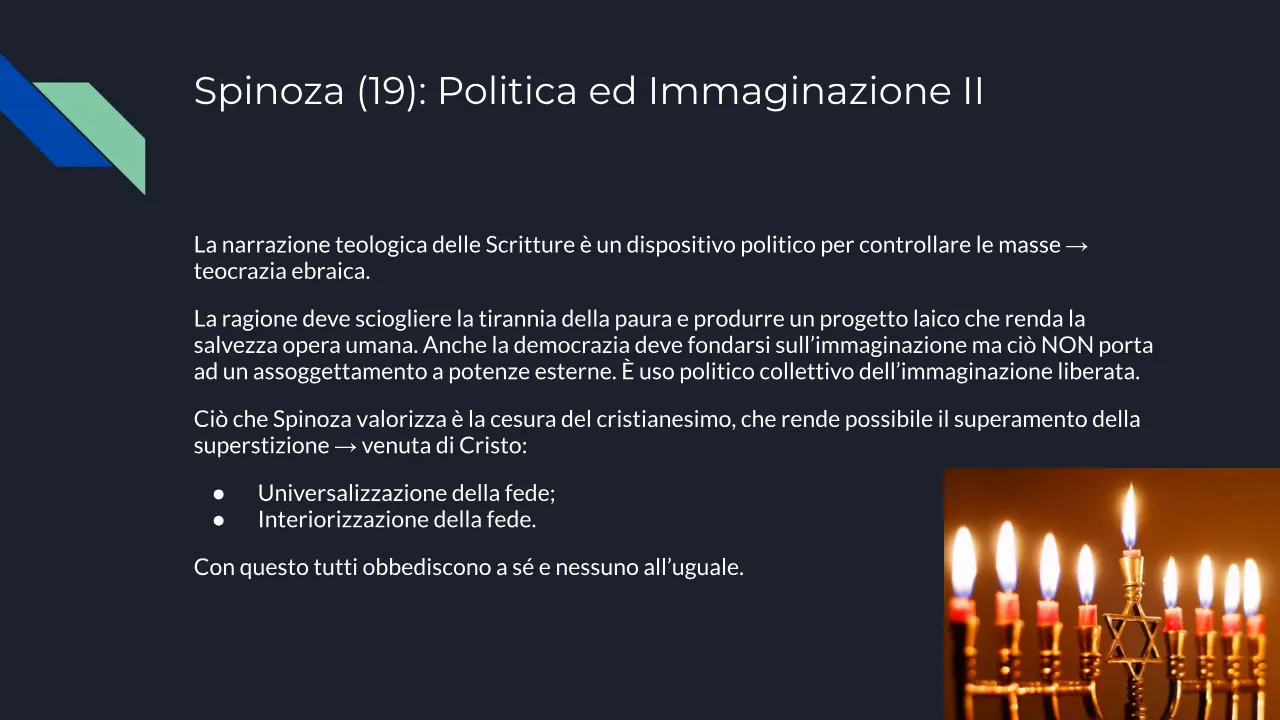 Spinoza (19): Politica ed Immaginazione II
La narrazione teologica delle Scritture è un dispositivo politico per controllare le masse →
teocrazia ebraica.
La ragione deve sciogliere la tirannia della paura e produrre un progetto laico che renda la
salvezza opera umana. Anche la democrazia deve fondarsi sull’immaginazione ma ciò NON porta
ad un assoggettamento a potenze esterne. È uso politico collettivo dell’immaginazione liberata.
Ciò che Spinoza valorizza è la cesura del cristianesimo, che rende possibile il superamento della
superstizione → venuta di Cristo:
● Universalizzazione della fede;
● Interiorizzazione della fede.
Con questo tutti obbediscono a sé e nessuno all’uguale.